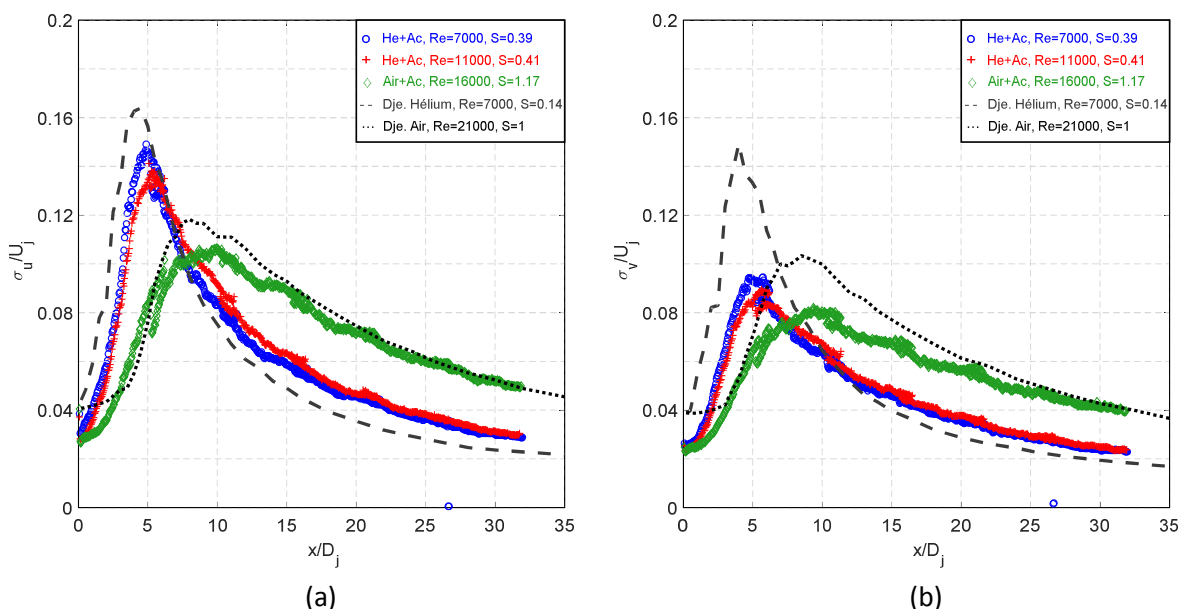 0.2
0.16
0.12
0.08
0.04
0
σu/Uj
He+Ac, Re=7000, S=0.39
He+Ac, Re=11000, S=0.41
Air+Ac, Re=16000, S=1.17
Dje. Hélium, Re=7000, S=0.14
Dje. Air, Re=21000, S=1
0 5 10 15 20 25 30 35
x/Dj
(a)
0.2
0.16
0.12
0.08
0.04
0
σv/Uj
He+Ac, Re=7000, S=0.39
He+Ac, Re=11000, S=0.41
Air+Ac, Re=16000, S=1.17
Dje. Hélium, Re=7000, S=0.14
Dje. Air, Re=21000, S=1
0 5 10 15 20 25 30 35
x/Dj
(b)